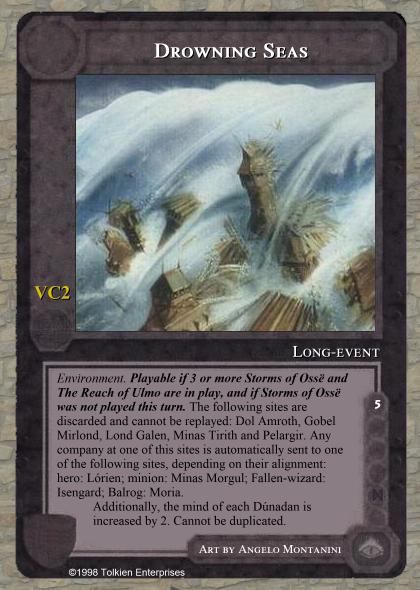 DROWNING SEAS
VC2
LONG-EVENT
Environment. Playable if 3 or more Storms of Ossë and
The Reach of Ulmo are in play, and if Storms of Ossë
was not played this turn. The following sites are
discarded and cannot be replayed: Dol Amroth, Gobel
Mirlond, Lond Galen, Minas Tirith and Pelargir. Any
company at one of this sites is automatically sent to one
of the following sites, depending on their alignment:
hero: Lórien; minion: Minas Morgul; Fallen-wizard:
Isengard; Balrog: Moria.
Additionally, the mind of each Dúnadan is
increased by 2. Cannot be duplicated.
5
ART BY ANGELO MONTANINI
©1998 Tolkien Enterprises